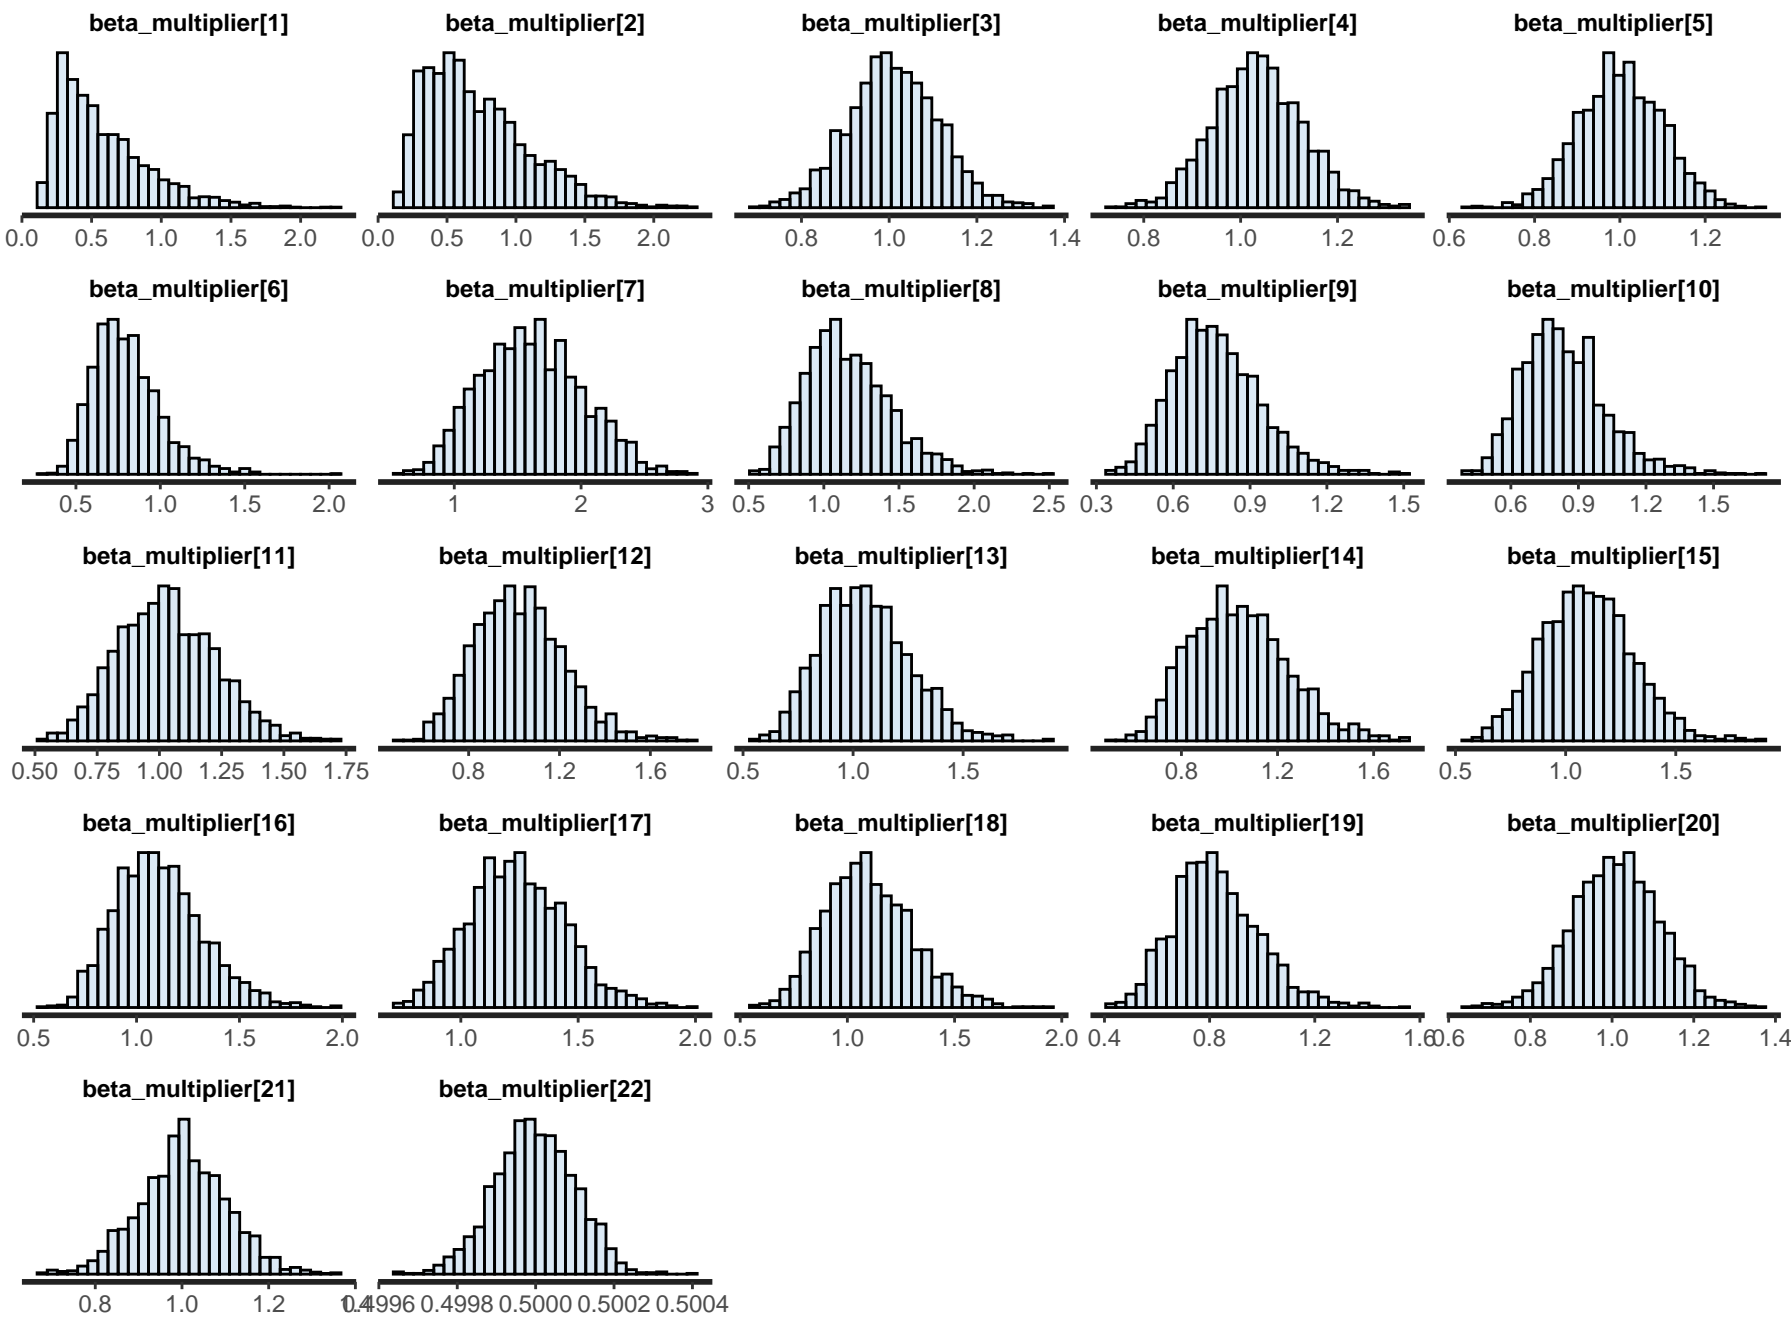 beta_multiplier[1] beta_multiplier[2] beta_multiplier[3] beta_multiplier[4] beta_multiplier[5]
0.0 0.5 1.0 1.5 2.0 0.0 0.5 1.0 1.5 2.0 0.8 1.0 1.2 1.4 0.8 1.0 1.2 0.6 0.8 1.0 1.2
beta_multiplier[6] beta_multiplier[7] beta_multiplier[8] beta_multiplier[9] beta_multiplier[10]
0.5 1.0 1.5 2.0 1 2 3 0.5 1.0 1.5 2.0 2.5 0.3 0.6 0.9 1.2 1.5 0.6 0.9 1.2 1.5
beta_multiplier[11] beta_multiplier[12] beta_multiplier[13] beta_multiplier[14] beta_multiplier[15]
0.50 0.75 1.00 1.25 1.50 1.75 0.8 1.2 1.6 0.5 1.0 1.5 0.8 1.2 1.6 0.5 1.0 1.5
beta_multiplier[16] beta_multiplier[17] beta_multiplier[18] beta_multiplier[19] beta_multiplier[20]
0.5 1.0 1.5 2.0 1.0 1.5 2.0 0.5 1.0 1.5 2.0 0.4 0.8 1.2 1.6 0.6 0.8 1.0 1.2 1.4
beta_multiplier[21] beta_multiplier[22]
0.8 1.0 1.2 1.4 0.4996 0.4998 0.5000 0.5002 0.5004